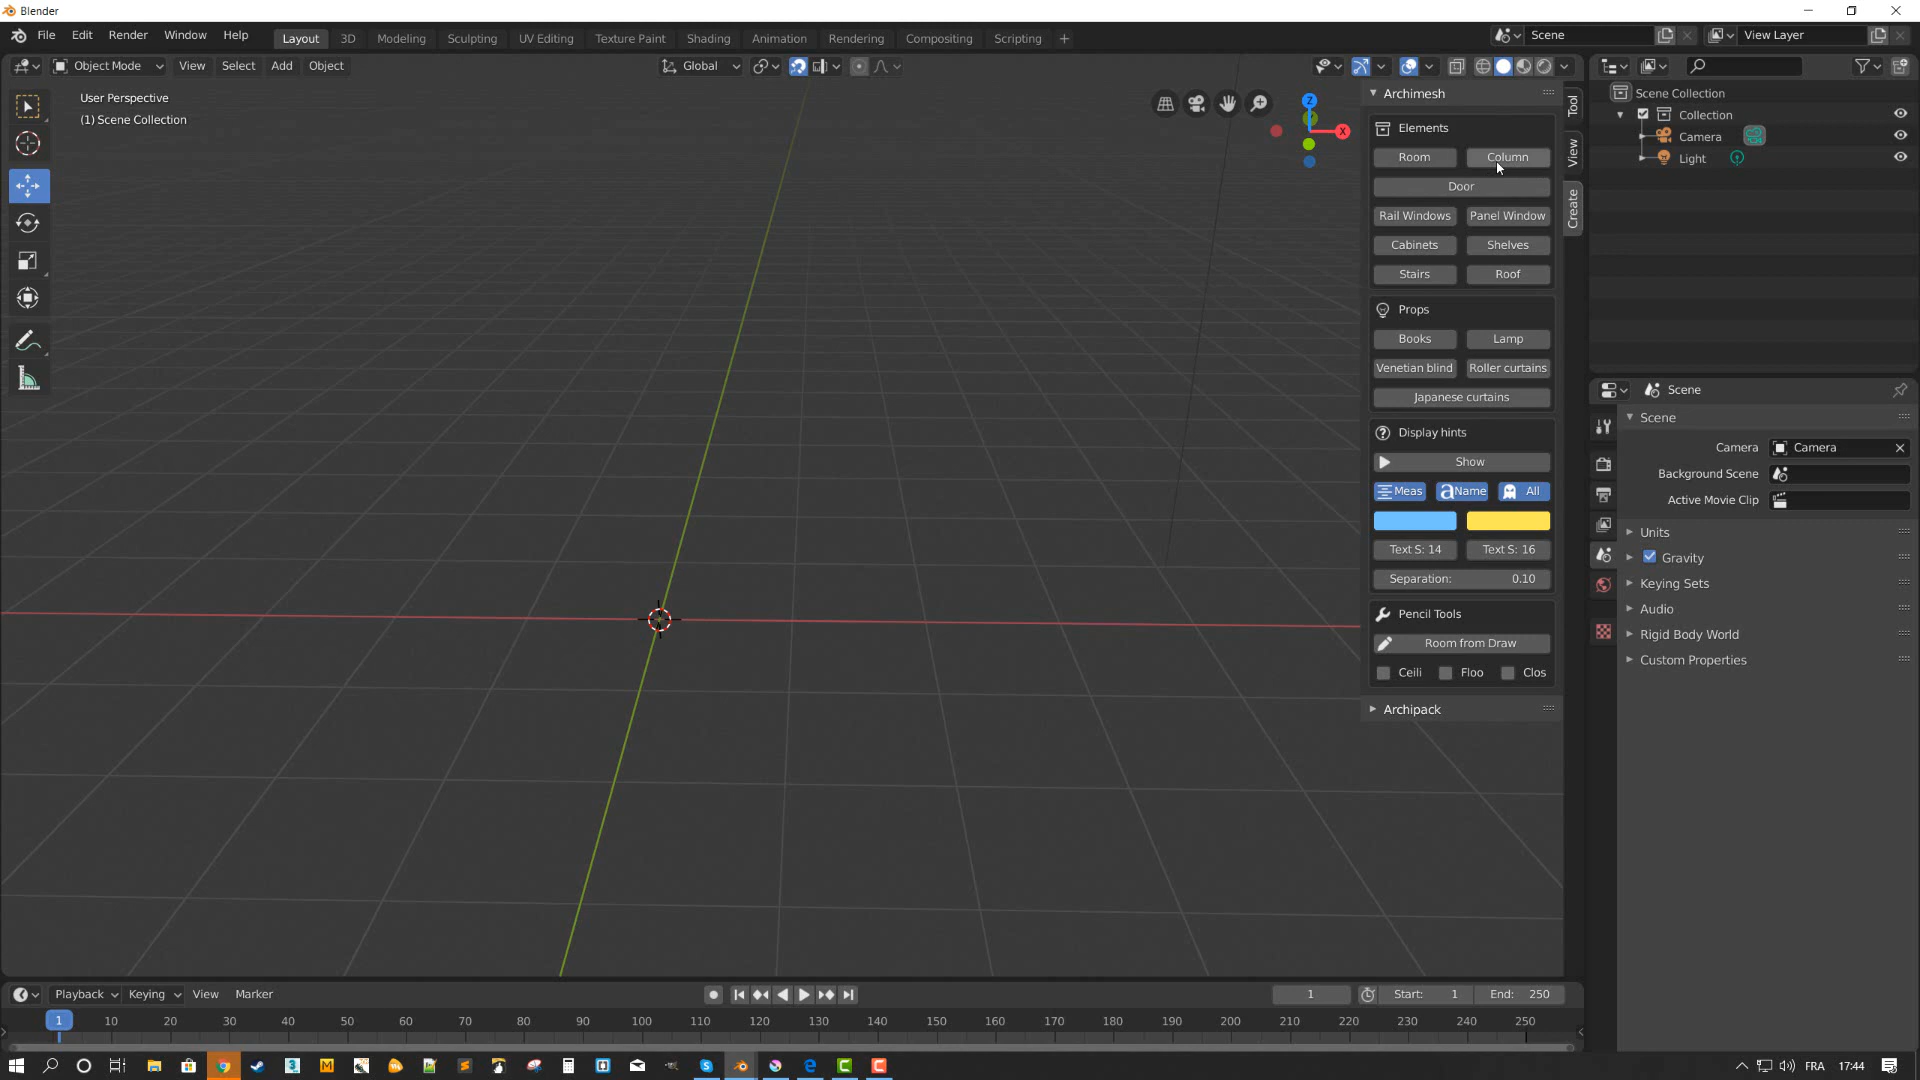 Blender
File Edit Render Window Help Layout 3D Modeling Sculpting UV Editing Texture Paint Shading Animation Rendering Compositing Scripting + Scene View Layer
Object Mode View Select Add Object Global
User Perspective
(1) Scene Collection
Z
X
Archimesh
Elements
Room Column
Door
Rail Windows Panel Window
Cabinets Shelves
Stairs Roof
Props
Books Lamp
Venetian blind Roller curtains
Japanese curtains
Display hints
Show
Meas Name All
Text S: 14 Text S: 16
Separation: 0.10
Pencil Tools
Room from Draw
Ceili Floo Clos
Archipack
Tool
View
Create
Scene Collection
Collection
Camera
Light
Scene
Scene
Camera Camera
Background Scene
Active Movie Clip
Units
Gravity
Keying Sets
Audio
Rigid Body World
Custom Properties
Playback Keying View Marker 1 Start: 1 End: 250
1 10 20 30 40 50 60 70 80 90 100 110 120 130 140 150 160 170 180 190 200 210 220 230 240 250
FRA 17:44